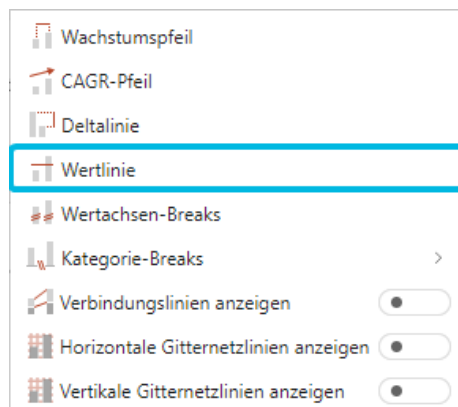 Wachstumspfeil
CAGR-Pfeil
Deltalinie
Wertlinie
Wertachsen-Breaks
Kategorie-Breaks
Verbindungslinien anzeigen
Horizontale Gitternetzlinien anzeigen
Vertikale Gitternetzlinien anzeigen